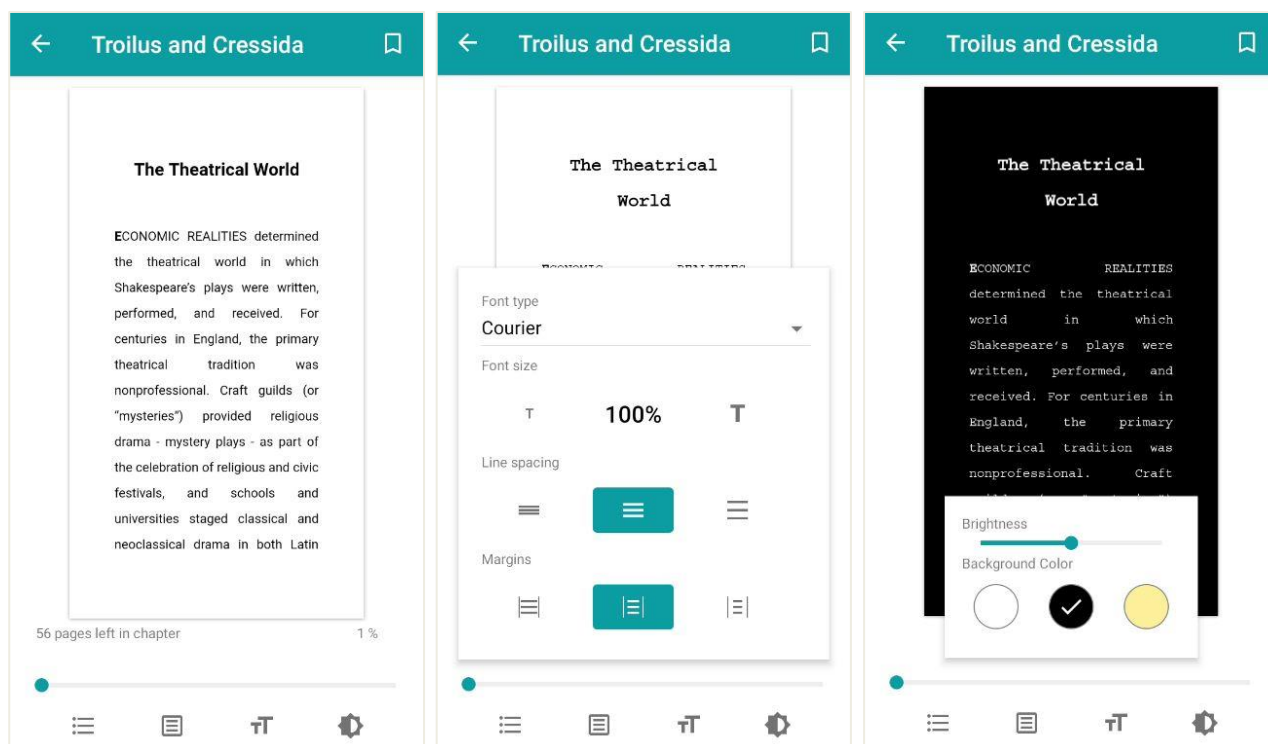 Troilus and Cressida
The Theatrical World
ECONOMIC REALITIES determined
the theatrical world in which
Shakespeare's plays were written,
performed, and received. For
centuries in England, the primary
theatrical tradition was
nonprofessional. Craft guilds (or
"mysteries") provided religious
drama - mystery plays - as part of
the celebration of religious and civic
festivals, and schools and
universities staged classical and
neoclassical drama in both Latin
56 pages left in chapter 1 %
Troilus and Cressida
The Theatrical
World
ECONOMIC REALITIES
Font type
Courier
Font size
T 100% T
Line spacing
Margins
Troilus and Cressida
The Theatrical
World
ECONOMIC REALITIES
determined the theatrical
world in which
Shakespeare's plays were
written, performed, and
received. For centuries in
England, the primary
theatrical tradition was
nonprofessional. Craft
Brightness
Background Color